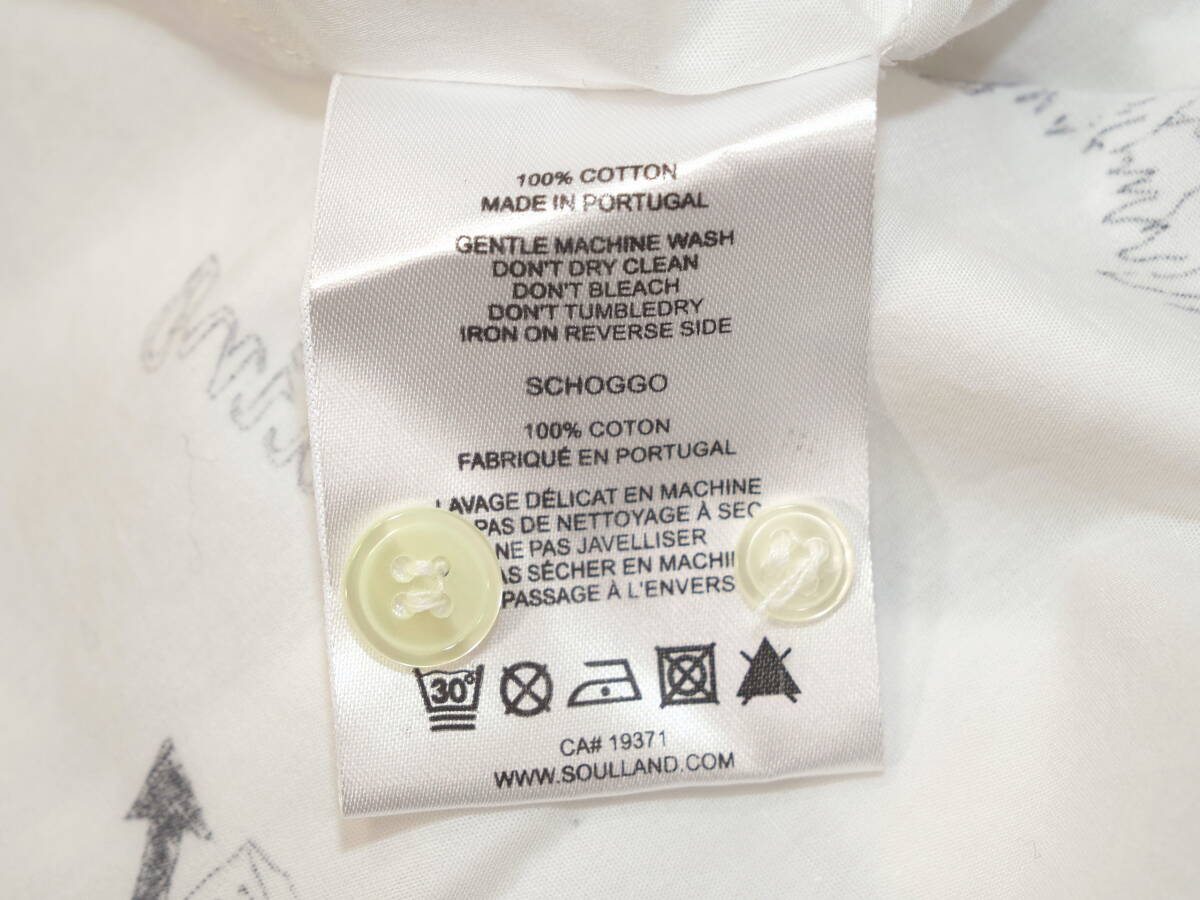 100% COTTON
MADE IN PORTUGAL
GENTLE MACHINE WASH
DON'T DRY CLEAN
DON'T BLEACH
DON'T TUMBLEDRY
IRON ON REVERSE SIDE
SCHOGGO
100% COTON
FABRIQUÉ EN PORTUGAL
LAVAGE DÉLICAT EN MACHINE
PAS DE NETTOYAGE À SEC
NE PAS JAVELLISER
SÉCHER EN
PASSAGE À L'ENVERS
30°
CA# 19371
WWW.SOULLAND.COM